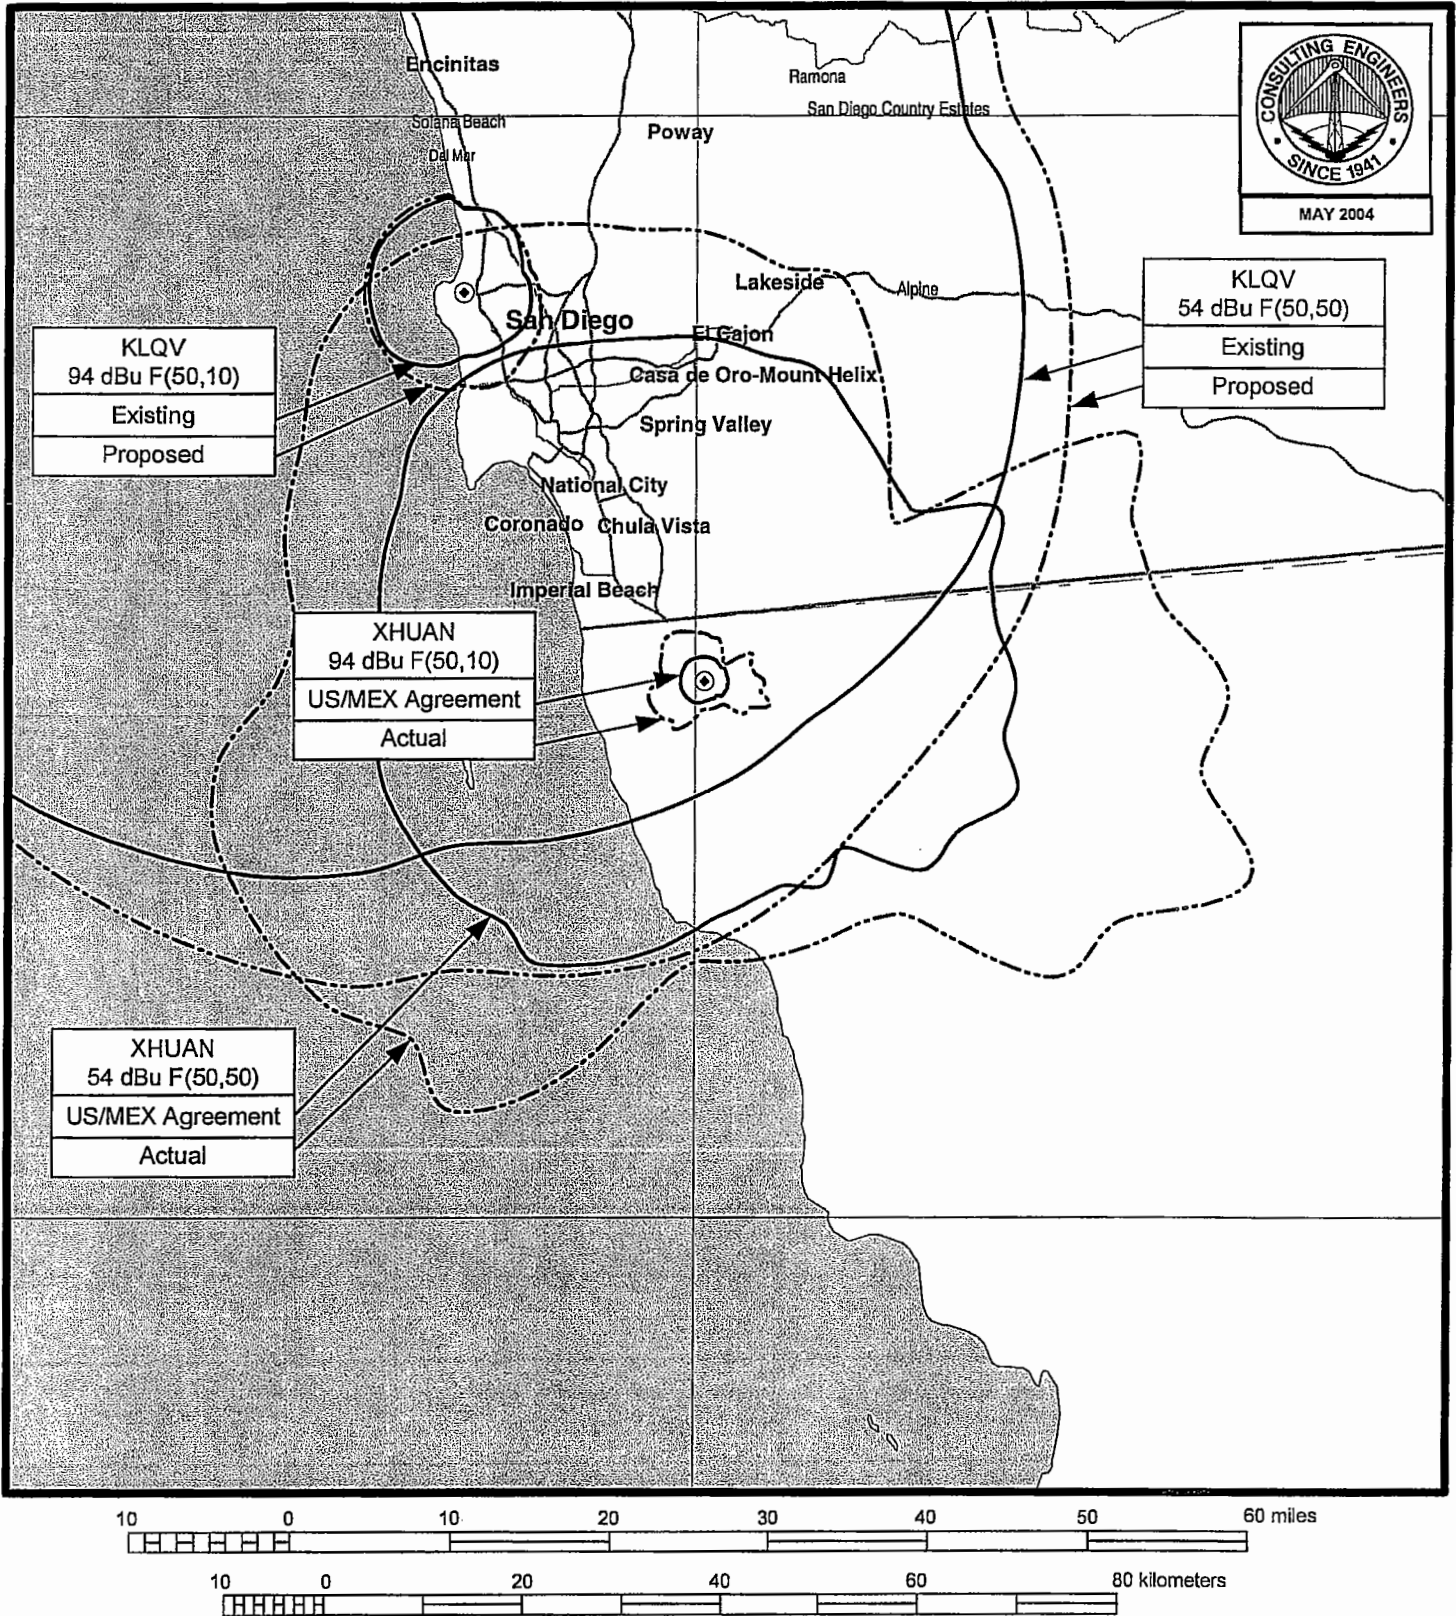 Encinitas
Solana Beach
Del Mar
Poway
Ramona
San Diego Country Estates
CONSULTING ENGINEERS
• SINCE 1941 •
MAY 2004
Lakeside
Alpine
San Diego
El Cajon
Casa de Oro-Mount Helix
Spring Valley
National City
Coronado
Chula Vista
Imperial Beach
KLQV
54 dBu F(50,50)
Existing
Proposed
KLQV
94 dBu F(50,10)
Existing
Proposed
XHUAN
94 dBu F(50,10)
US/MEX Agreement
Actual
XHUAN
54 dBu F(50,50)
US/MEX Agreement
Actual
10 0 10 20 30 40 50 60 miles
10 0 20 40 60 80 kilometers